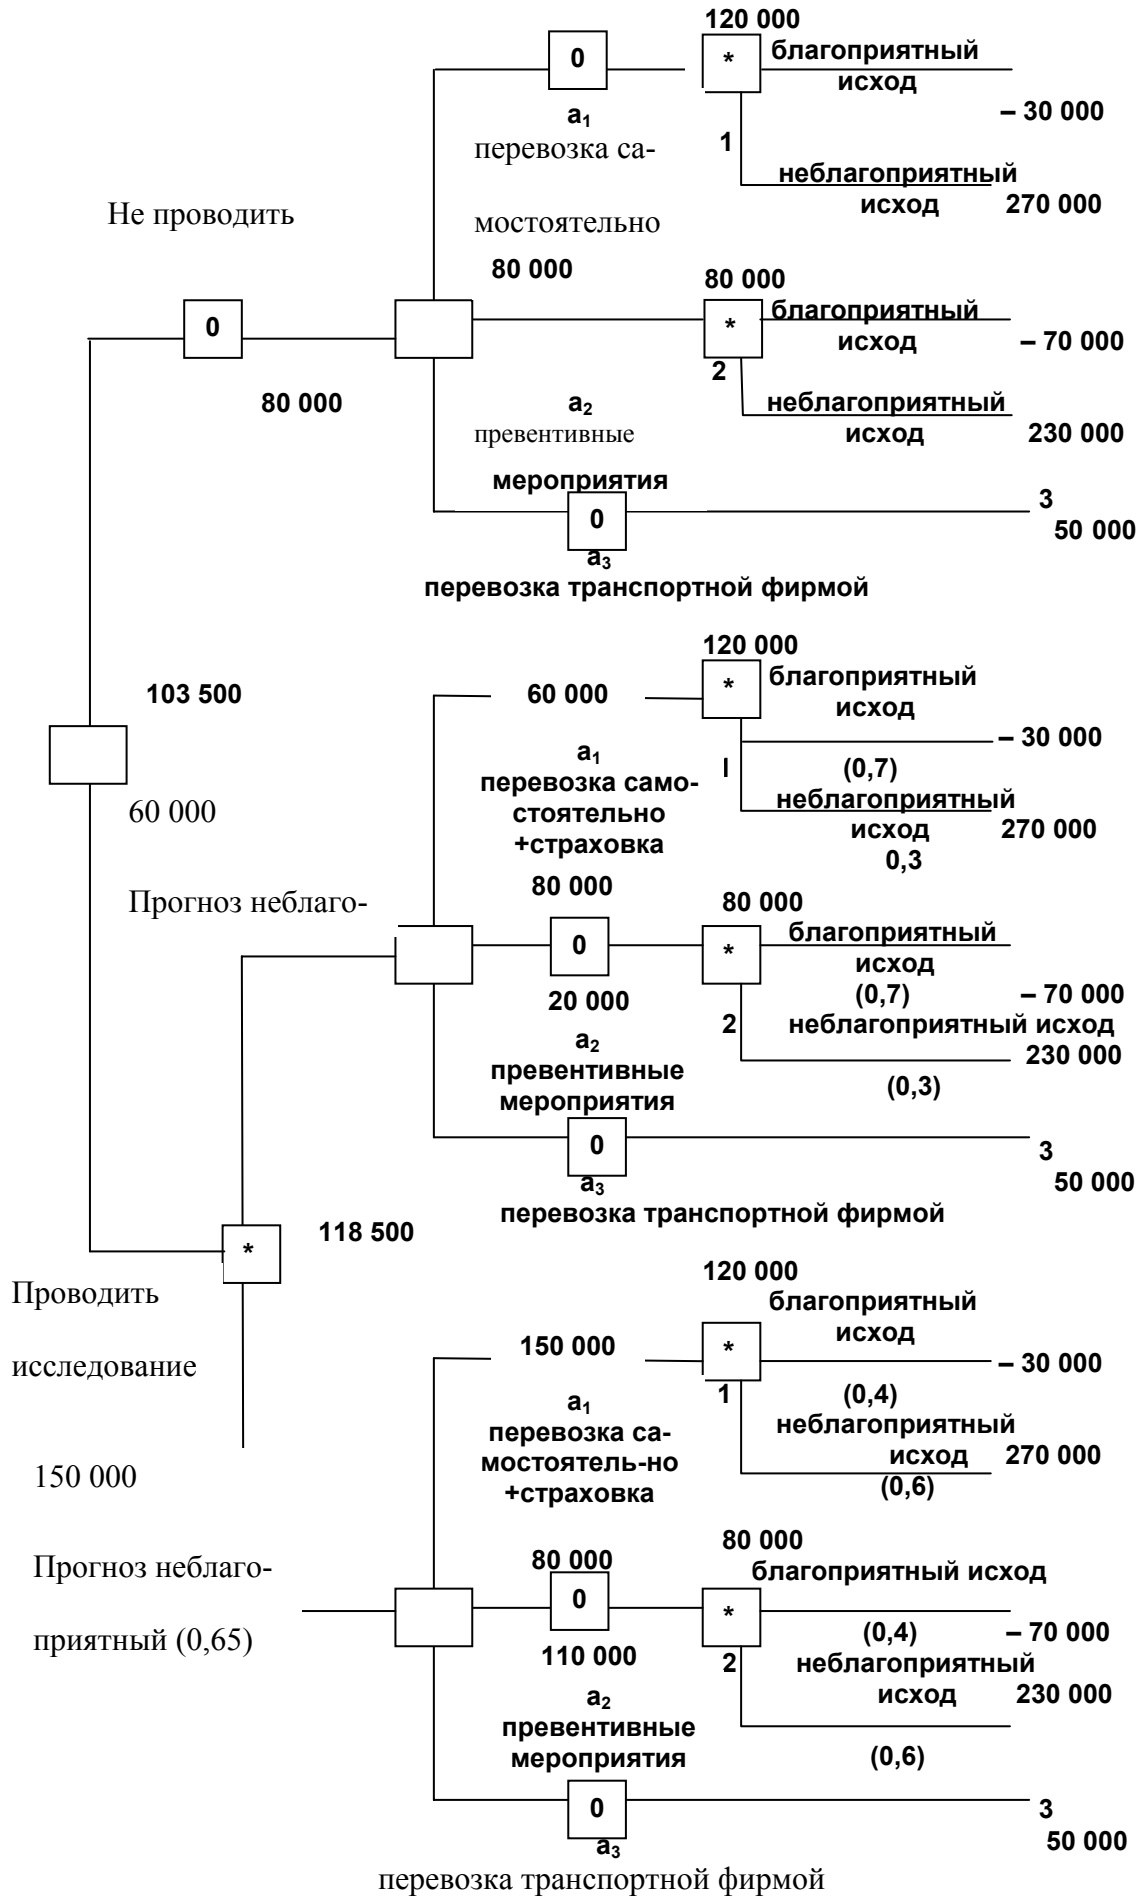 120 000
0
*
благоприятный
исход
– 30 000
a1
1
перевозка са-
неблагоприятный
исход 270 000
Не проводить
мостоятельно
80 000
80 000
0
*
благоприятный
исход
– 70 000
2
80 000
a2
неблагоприятный
исход 230 000
превентивные
мероприятия
3
0
50 000
a3
перевозка транспортной фирмой
120 000
*
благоприятный
исход
103 500
60 000
– 30 000
a1
I
(0,7)
перевозка само-
неблагоприятный
60 000
стоятельно
исход 270 000
+страховка
0,3
80 000
80 000
Прогноз неблаго-
0
*
благоприятный
исход
20 000
(0,7)
– 70 000
2
неблагоприятный исход
a2
230 000
превентивные
мероприятия
(0,3)
0
3
a3
50 000
перевозка транспортной фирмой
*
118 500
120 000
Проводить
благоприятный
исход
150 000
*
– 30 000
исследование
1
(0,4)
a1
перевозка са-
неблагоприятный
мостоятель-но
исход 270 000
150 000
+страховка
(0,6)
80 000
80 000
Прогноз неблаго-
благоприятный исход
0
*
приятный (0,65)
(0,4)
– 70 000
110 000
2
неблагоприятный
a2
исход 230 000
превентивные
мероприятия
(0,6)
0
3
a3
50 000
перевозка транспортной фирмой